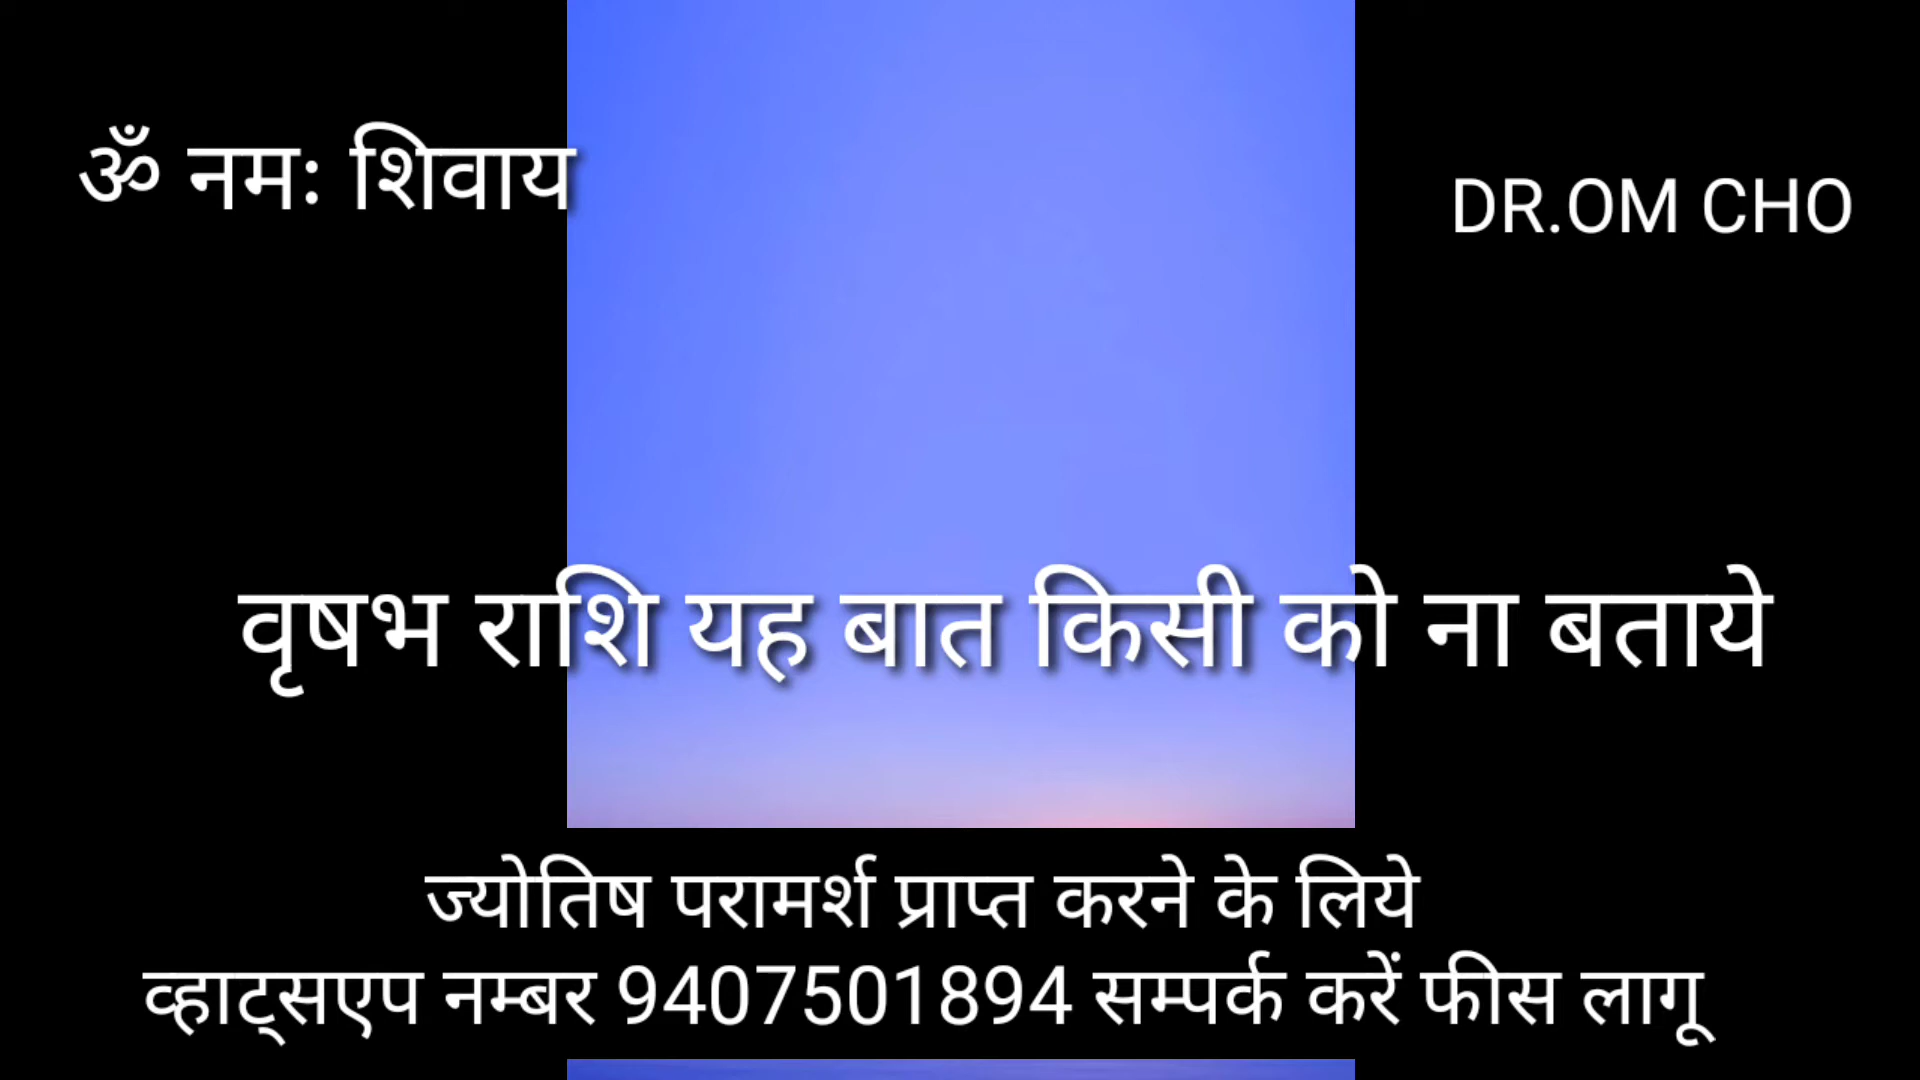 ॐ नमः शिवाय
DR.OM CHO
वृषभ राशि यह बात किसी को ना बताये
ज्योतिष परामर्श प्राप्त करने के लिये
व्हाट्सएप नम्बर 9407501894 सम्पर्क करें फीस लागू